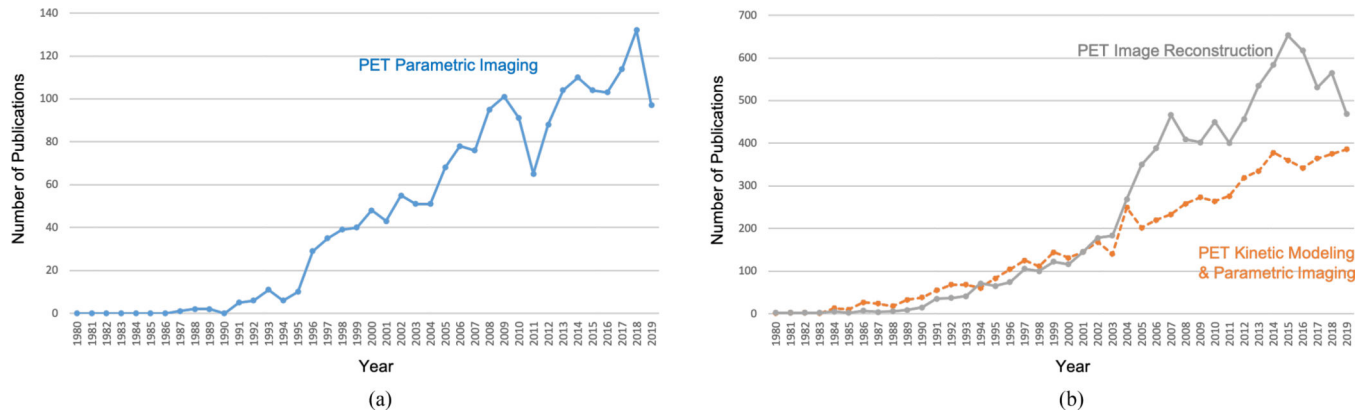 140
120
100
80
60
40
20
0
Number of Publications
PET Parametric Imaging
1980 1981 1982 1983 1984 1985 1986 1987 1988 1989 1990 1991 1992 1993 1994 1995 1996 1997 1998 1999 2000 2001 2002 2003 2004 2005 2006 2007 2008 2009 2010 2011 2012 2013 2014 2015 2016 2017 2018 2019
Year
(a)
700
600
500
400
300
200
100
0
Number of Publications
PET Image Reconstruction
PET Kinetic Modeling
& Parametric Imaging
1980 1981 1982 1983 1984 1985 1986 1987 1988 1989 1990 1991 1992 1993 1994 1995 1996 1997 1998 1999 2000 2001 2002 2003 2004 2005 2006 2007 2008 2009 2010 2011 2012 2013 2014 2015 2016 2017 2018 2019
Year
(b)